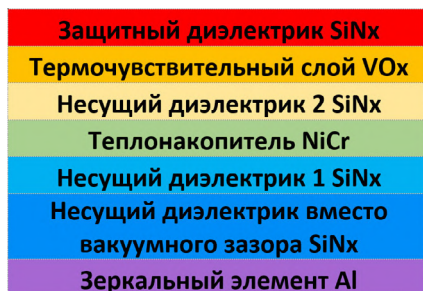 Защитный диэлектрик SiNx
Термочувствительный слой VOx
Несущий диэлектрик 2 SiNx
Теплонакопитель NiCr
Несущий диэлектрик 1 SiNx
Несущий диэлектрик вместо
вакуумного зазора SiNx
Зеркальный элемент Al